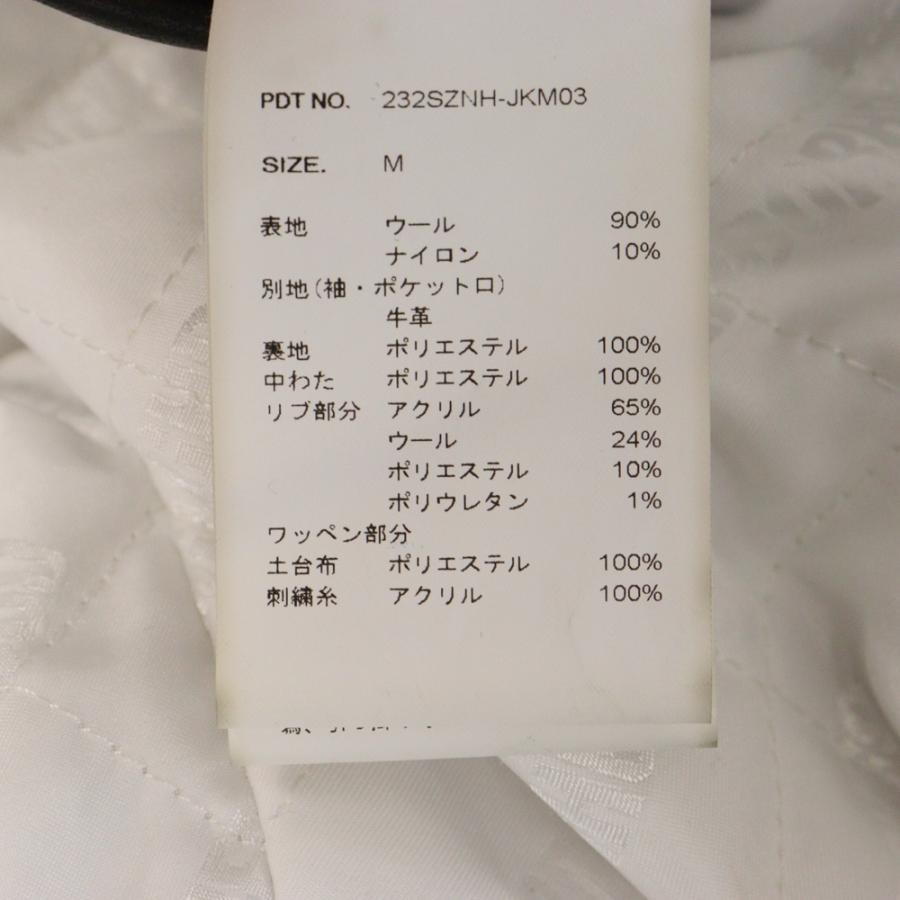 PDT NO. 232SZNH-JKM03
SIZE. M
表地 ウール 90%
ナイロン 10%
別地(袖・ポケット口)
牛革
裏地 ポリエステル 100%
中わた ポリエステル 100%
リブ部分 アクリル 65%
ウール 24%
ポリエステル 10%
ポリウレタン 1%
ワッペン部分
土台布 ポリエステル 100%
刺繍糸 アクリル 100%